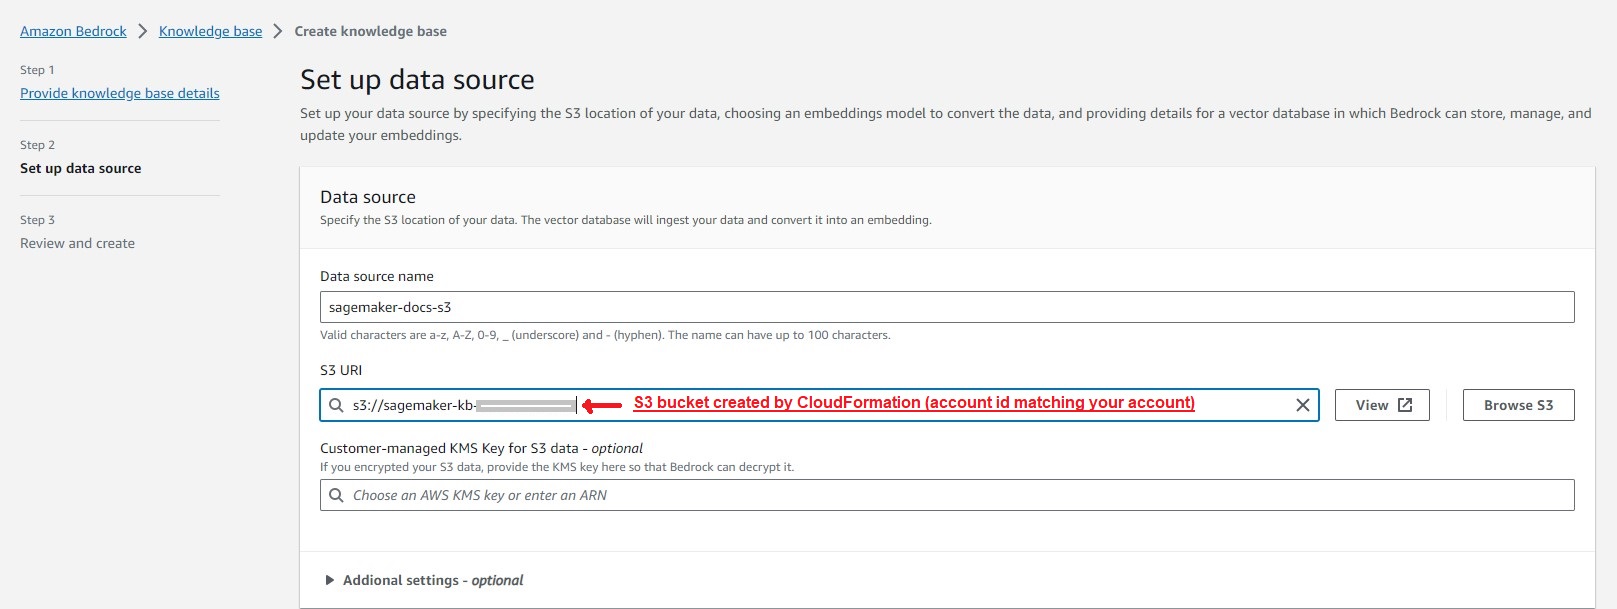 Amazon Bedrock > Knowledge base > Create knowledge base
Step 1
Provide knowledge base details
Step 2
Set up data source
Step 3
Review and create
Set up data source
Set up your data source by specifying the S3 location of your data, choosing an embeddings model to convert the data, and providing details for a vector database in which Bedrock can store, manage, and
update your embeddings.
Data source
Specify the S3 location of your data. The vector database will ingest your data and convert it into an embedding.
Data source name
sagemaker-docs-s3
Valid characters are a-z, A-Z, 0-9, _ (underscore) and - (hyphen). The name can have up to 100 characters.
S3 URI
s3://sagemaker-kb- S3 bucket created by CloudFormation (account id matching your account)
View
Browse S3
Customer-managed KMS Key for S3 data - optional
If you encrypted your S3 data, provide the KMS key here so that Bedrock can decrypt it.
Choose an AWS KMS key or enter an ARN
Addional settings - optional